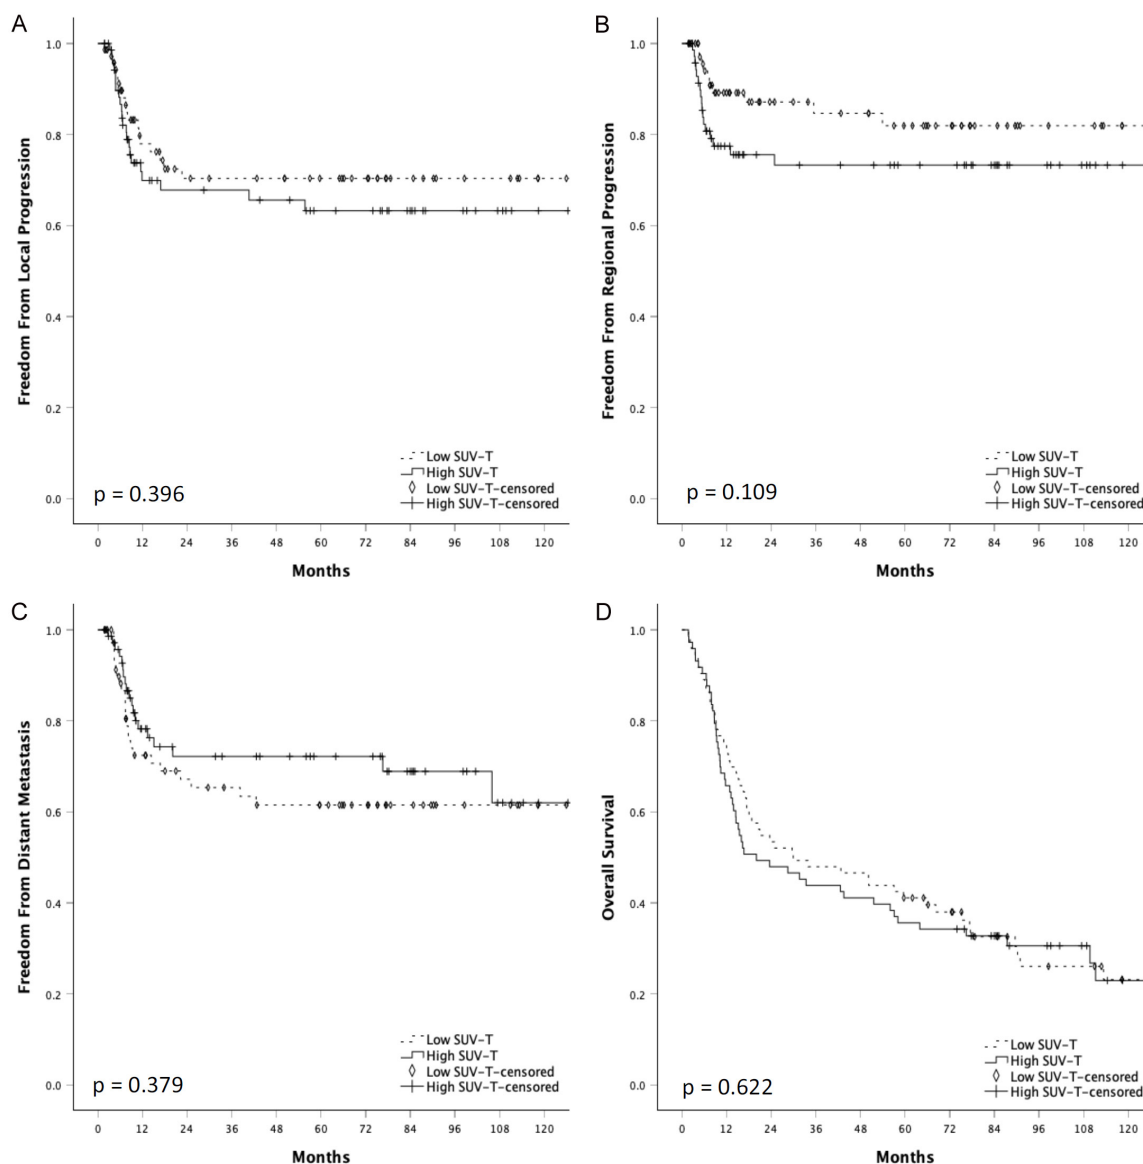 A
1.0
0.8
0.6
0.4
0.2
0.0
Freedom From Local Progression
Low SUV-T
High SUV-T
Low SUV-T-censored
High SUV-T-censored
p = 0.396
0 12 24 36 48 60 72 84 96 108 120
Months
B
1.0
0.8
0.6
0.4
0.2
0.0
Freedom From Regional Progression
Low SUV-T
High SUV-T
Low SUV-T-censored
High SUV-T-censored
p = 0.109
0 12 24 36 48 60 72 84 96 108 120
Months
C
1.0
0.8
0.6
0.4
0.2
0.0
Freedom From Distant Metastasis
Low SUV-T
High SUV-T
Low SUV-T-censored
High SUV-T-censored
p = 0.379
0 12 24 36 48 60 72 84 96 108 120
Months
D
1.0
0.8
0.6
0.4
0.2
0.0
Overall Survival
Low SUV-T
High SUV-T
Low SUV-T-censored
High SUV-T-censored
p = 0.622
0 12 24 36 48 60 72 84 96 108 120
Months